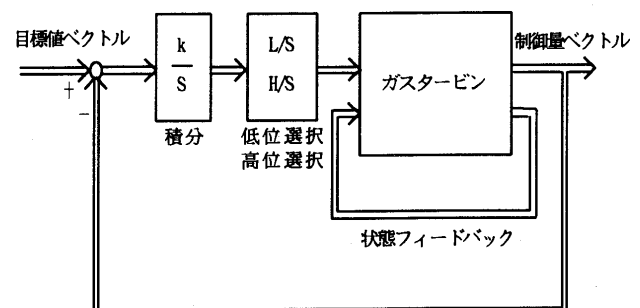 目標値ベクトル
+
−
k
S
積分
L/S
H/S
低位選択
高位選択
ガスタービン
制御量ベクトル
状態フィードバック